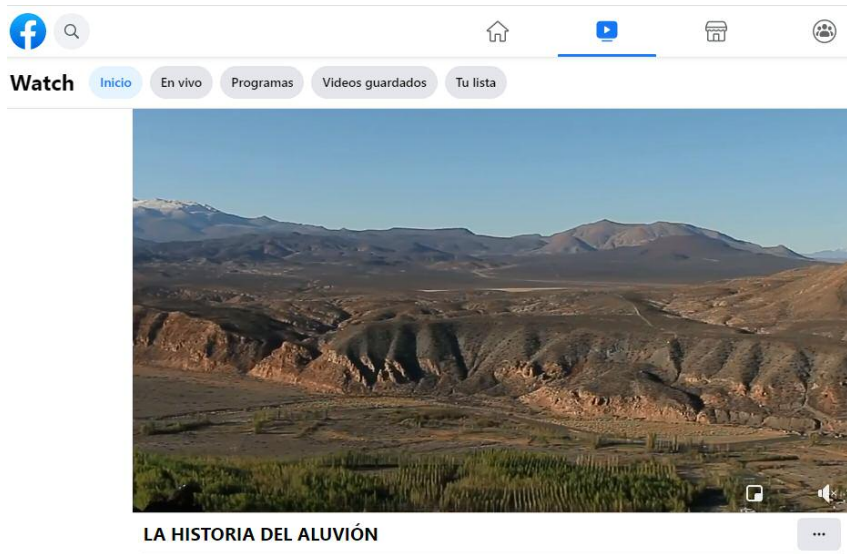 Watch Inicio En vivo Programas Videos guardados Tu lista
LA HISTORIA DEL ALUVIÓN